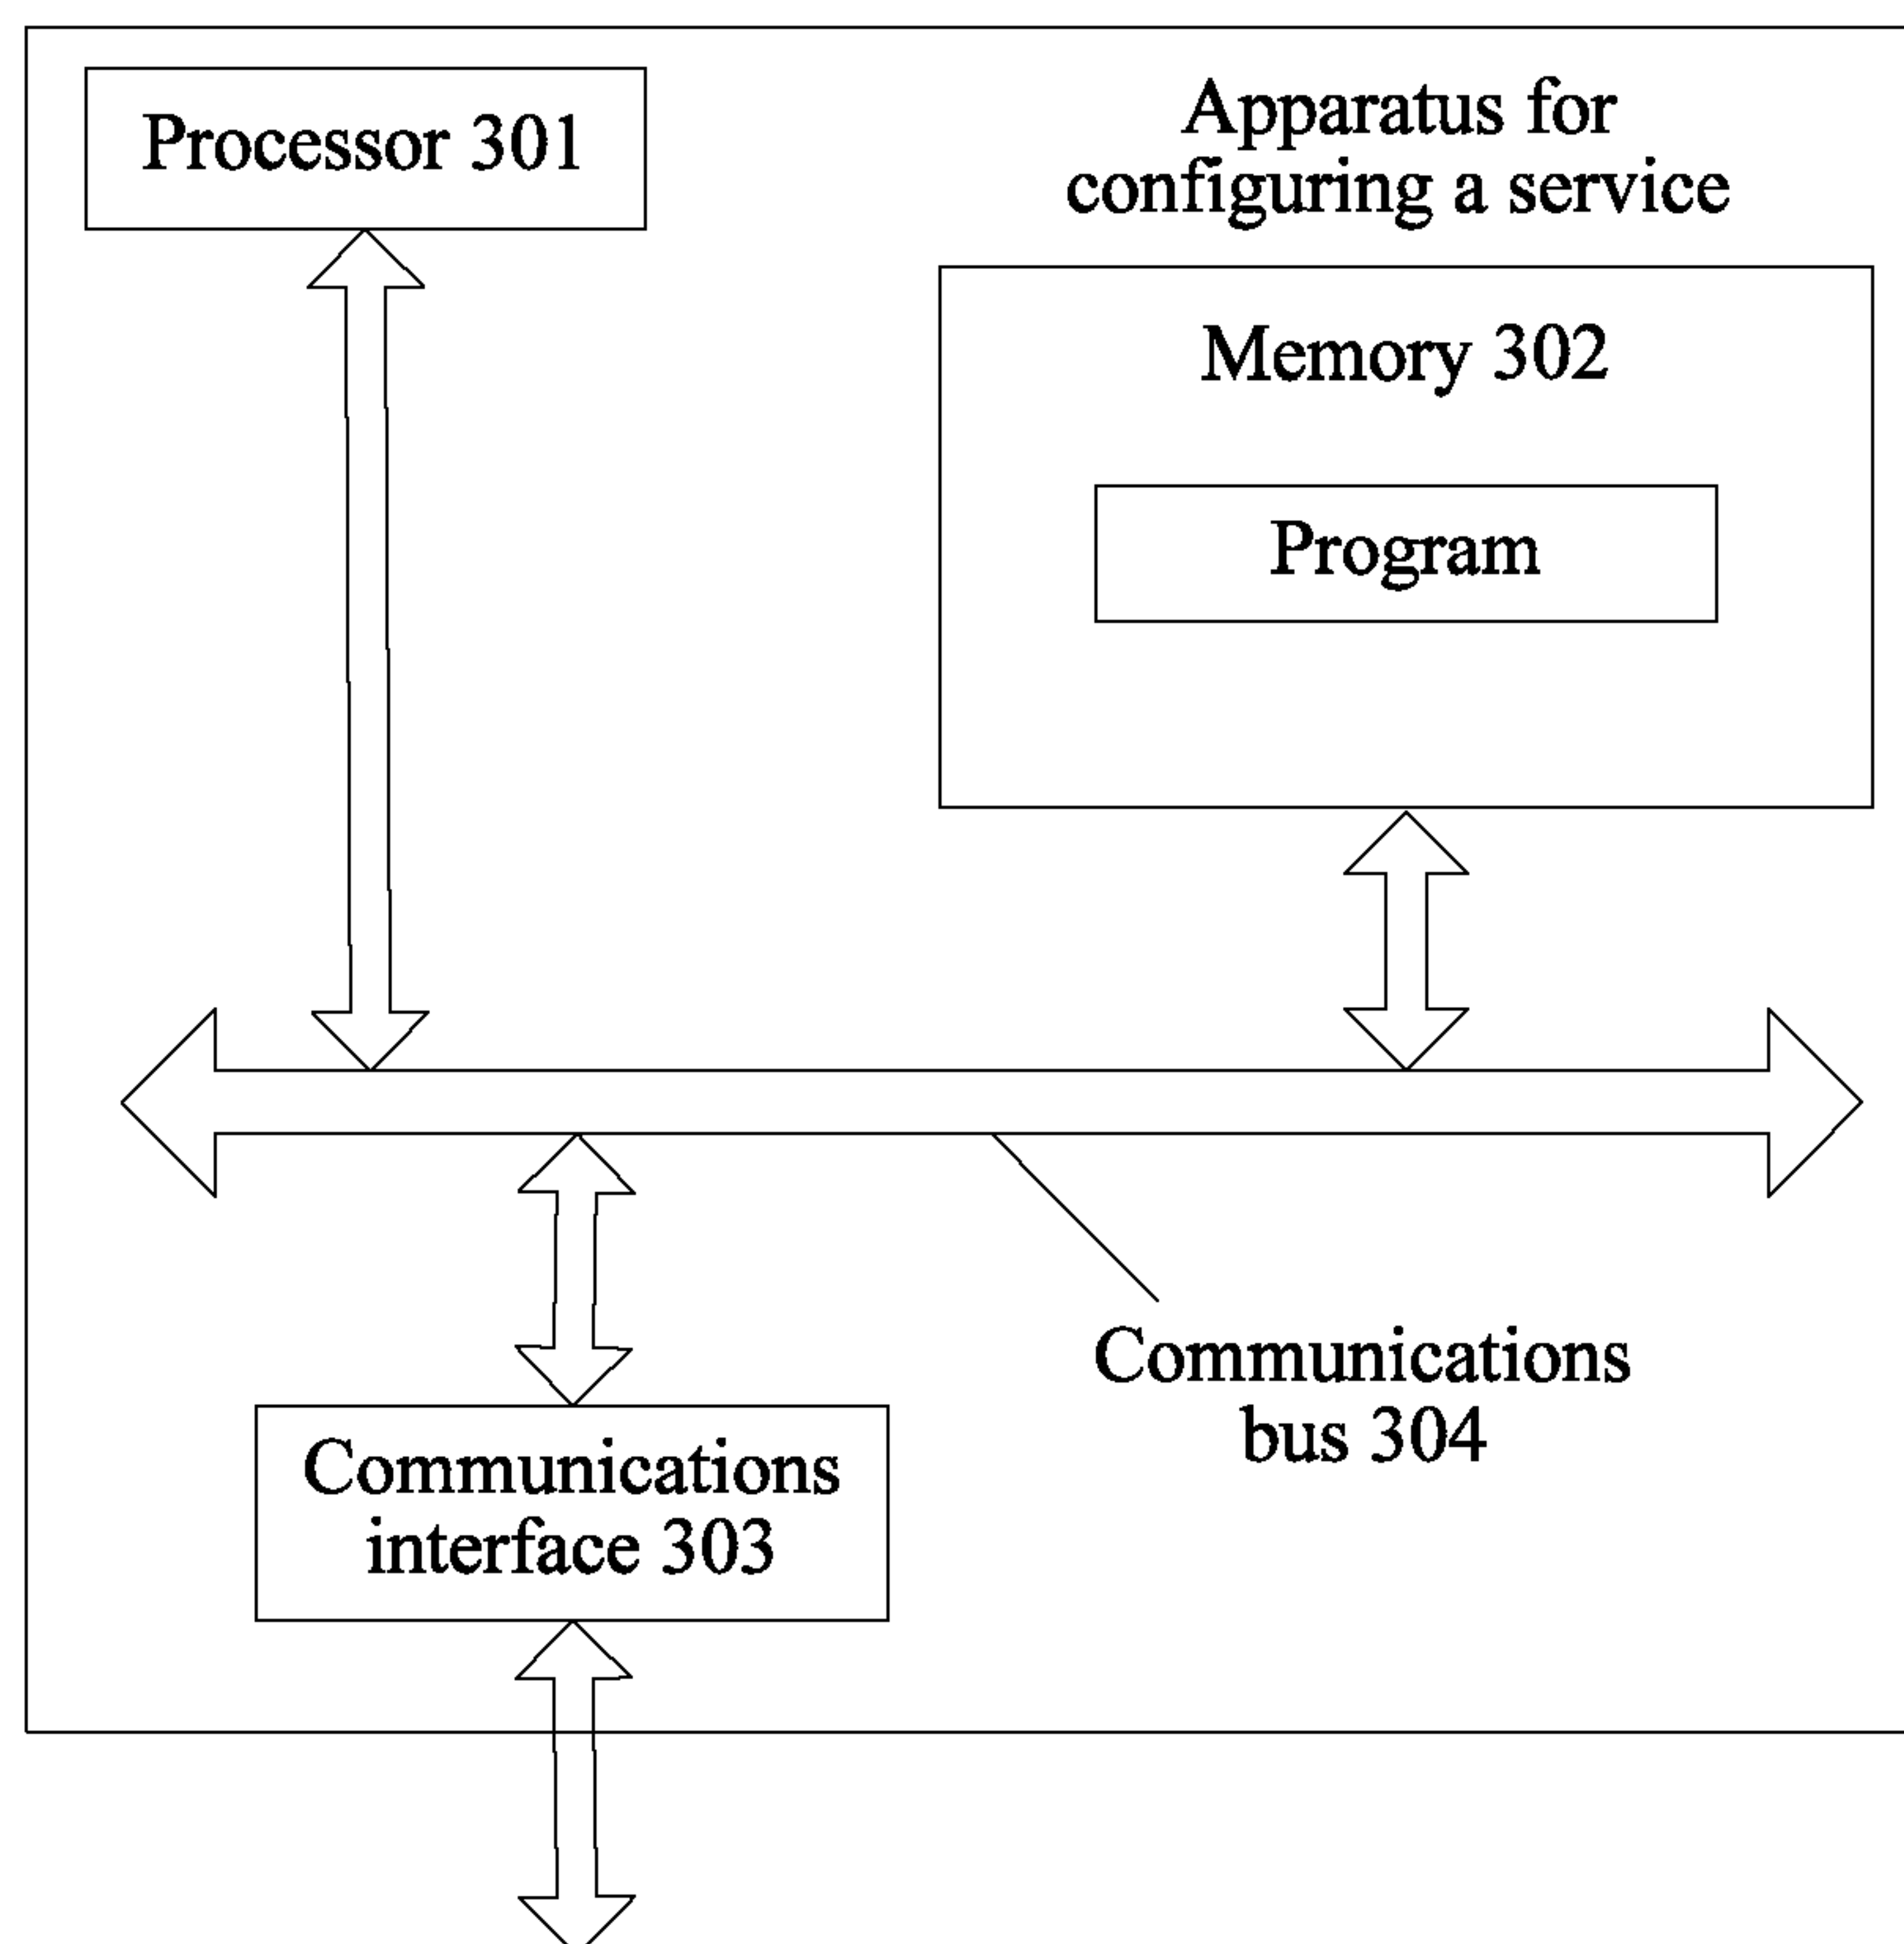 Processor 301
Apparatus for
configuring a service
Memory 302
Program
Communications
bus 304
Communications
interface 303